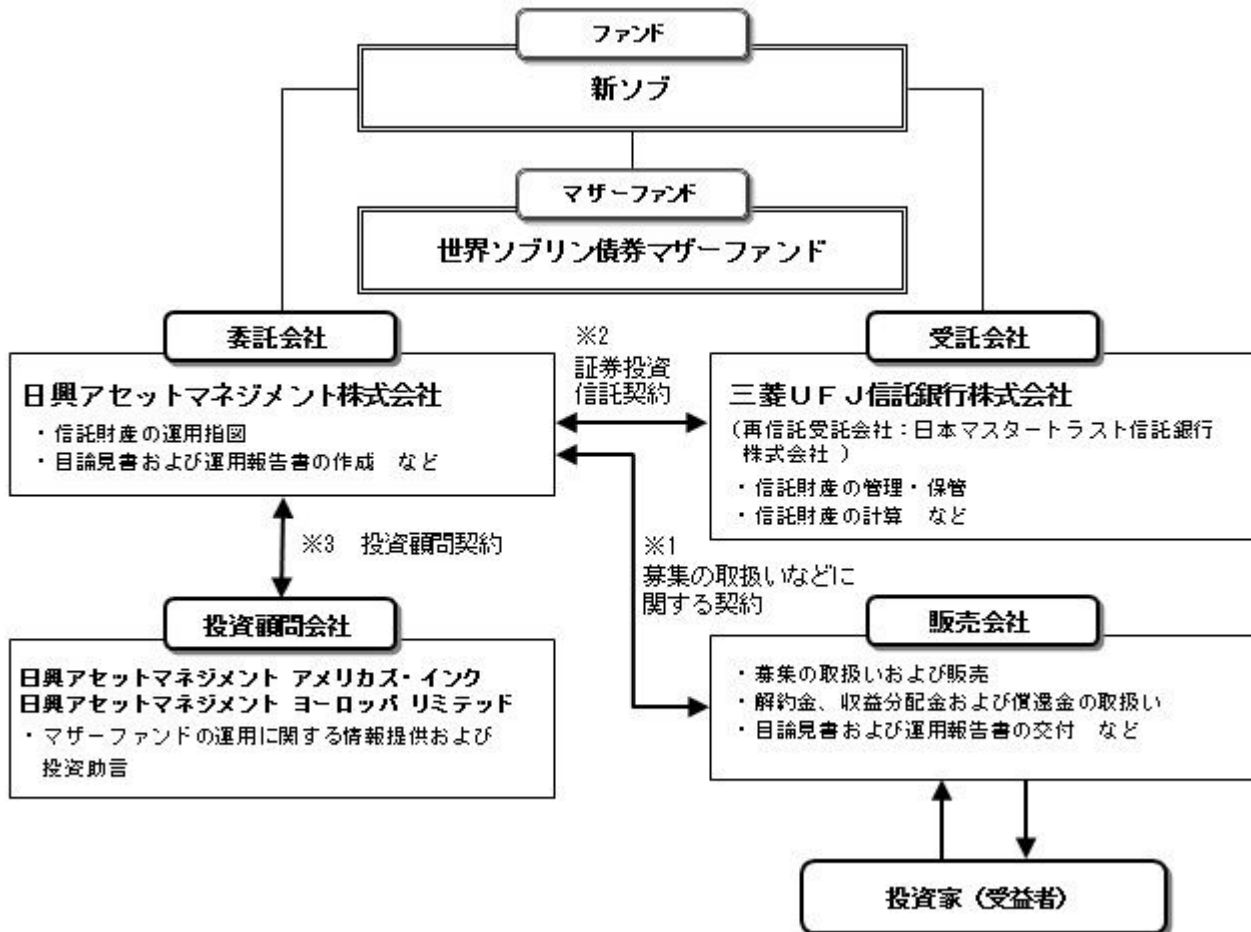 ファンド
新ソブ
マザーファンド
世界ソブリン債券マザーファンド
委託会社
日興アセットマネジメント株式会社
・信託財産の運用指図
・目論見書および運用報告書の作成　など
※2
証券投資
信託契約
受託会社
三菱ＵＦＪ信託銀行株式会社
（再信託受託会社：日本マスタートラスト信託銀行
株式会社）
・信託財産の管理・保管
・信託財産の計算　など
※3　投資顧問契約
※1
募集の取扱いなどに
関する契約
投資顧問会社
日興アセットマネジメント アメリカズ・インク
日興アセットマネジメント ヨーロッパ リミテッド
・マザーファンドの運用に関する情報提供および
投資助言
販売会社
・募集の取扱いおよび販売
・解約金、収益分配金および償還金の取扱い
・目論見書および運用報告書の交付　など
投資家（受益者）